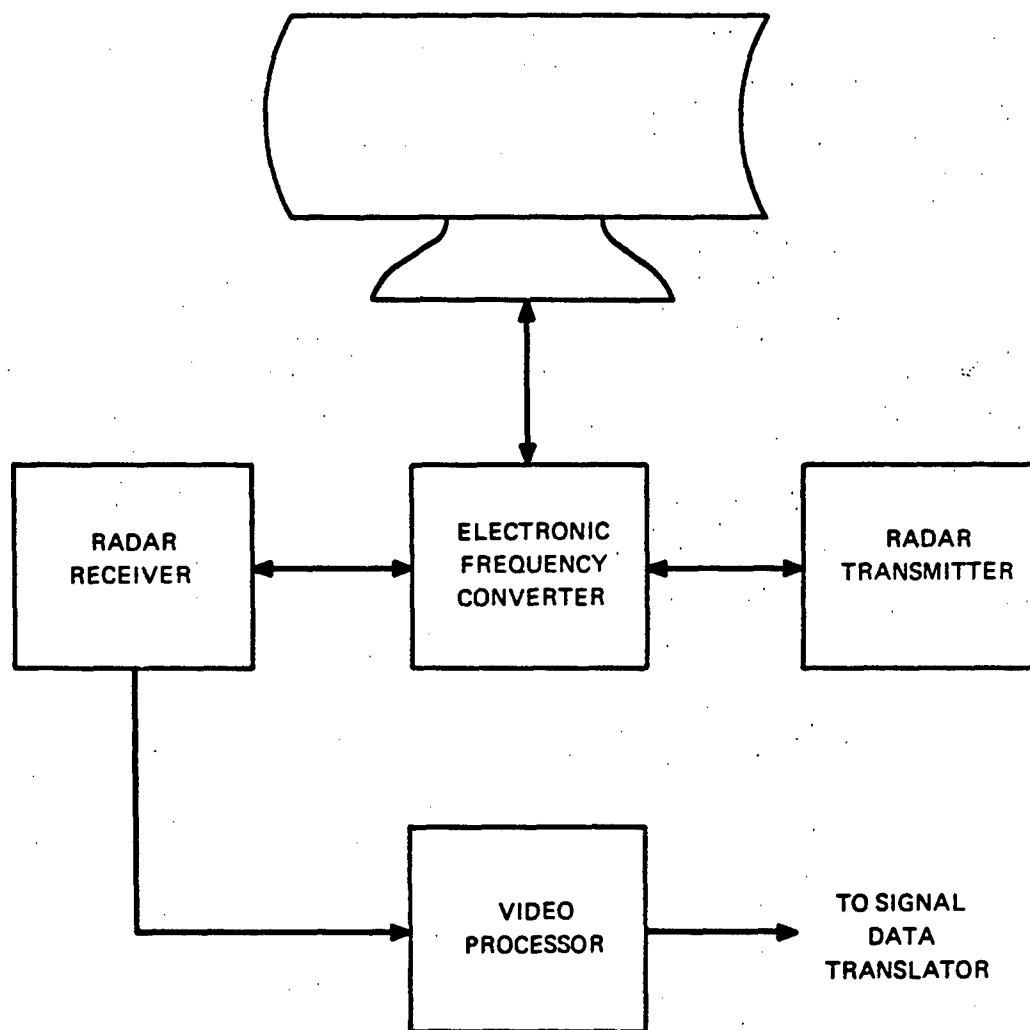 RADAR
RECEIVER
ELECTRONIC
FREQUENCY
CONVERTER
RADAR
TRANSMITTER
VIDEO
PROCESSOR
TO SIGNAL
DATA
TRANSLATOR